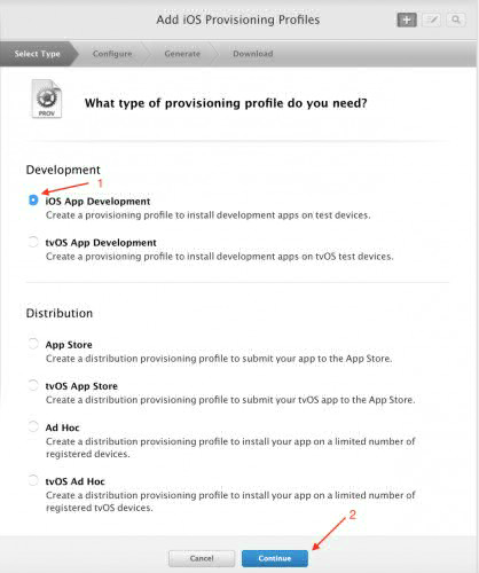 Add iOS Provisioning Profiles
Select Type Configure Generate Download
PROV
What type of provisioning profile do you need?
Development
1
iOS App Development
Create a provisioning profile to install development apps on test devices.
tvOS App Development
Create a provisioning profile to install development apps on tvOS test devices.
Distribution
App Store
Create a distribution provisioning profile to submit your app to the App Store.
tvOS App Store
Create a distribution provisioning profile to submit your tvOS app to the App Store.
Ad Hoc
Create a distribution provisioning profile to install your app on a limited number of
registered devices.
tvOS Ad Hoc
Create a distribution provisioning profile to install your app on a limited number of
registered tvOS devices.
2
Cancel Continue